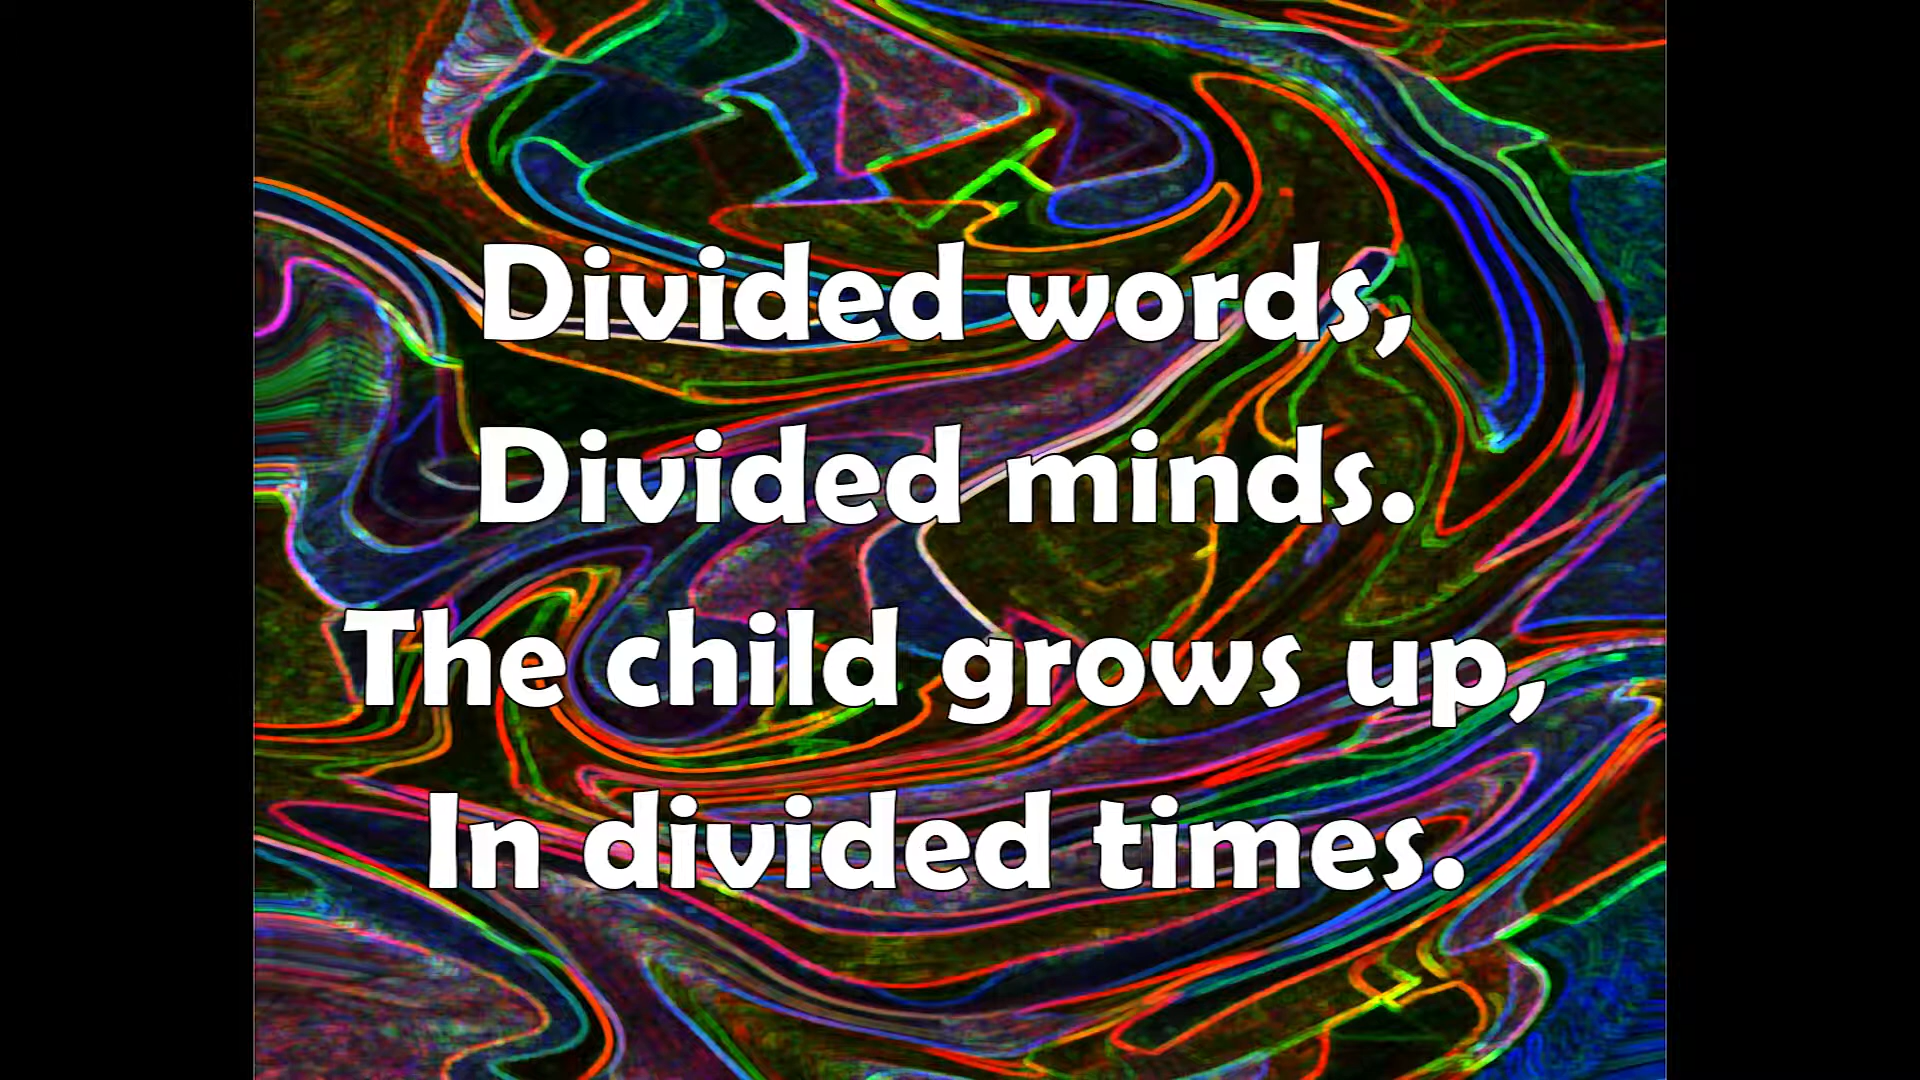 Divided words,
Divided minds.
The child grows up,
In divided times.